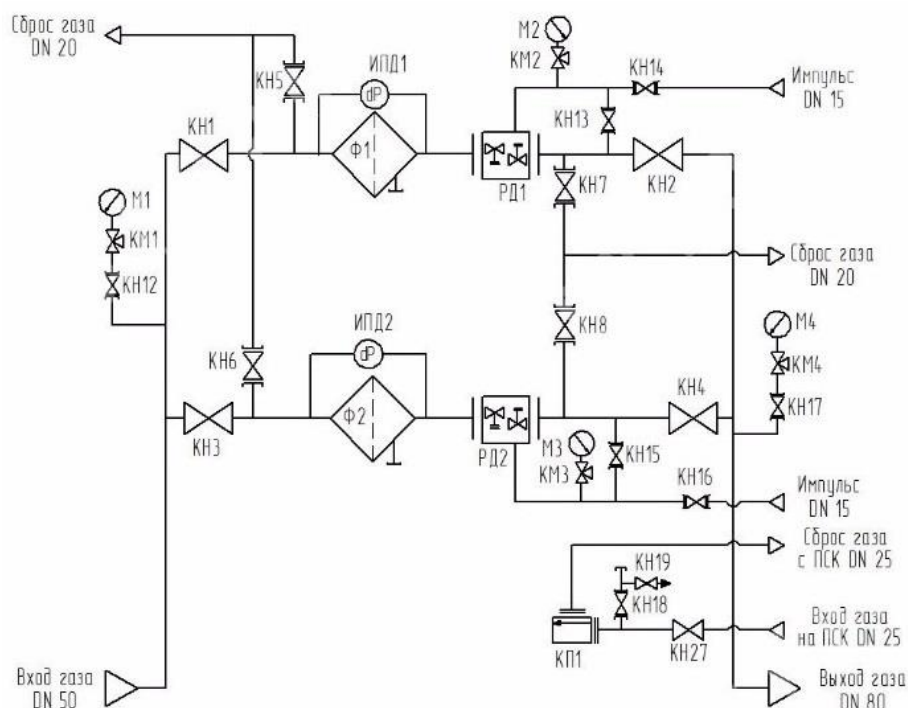 Сброс газа
DN 20
М2
КМ2
КН14
Импульс
DN 15
ИПД1
dP
КН5
КН13
КН1
Ф1
РД1
КН7
КН2
М1
КМ1
КН12
Сброс газа
DN 20
ИПД2
dP
КН8
М4
КМ4
КН6
КН4
КН17
Ф2
КН3
М3
КМ3
КН15
РД2
КН16
Импульс
DN 15
Сброс газа
с ПСК DN 25
КН19
КН18
Вход газа
на ПСК DN 25
КП1
КН27
Вход газа
DN 50
Выход газа
DN 80